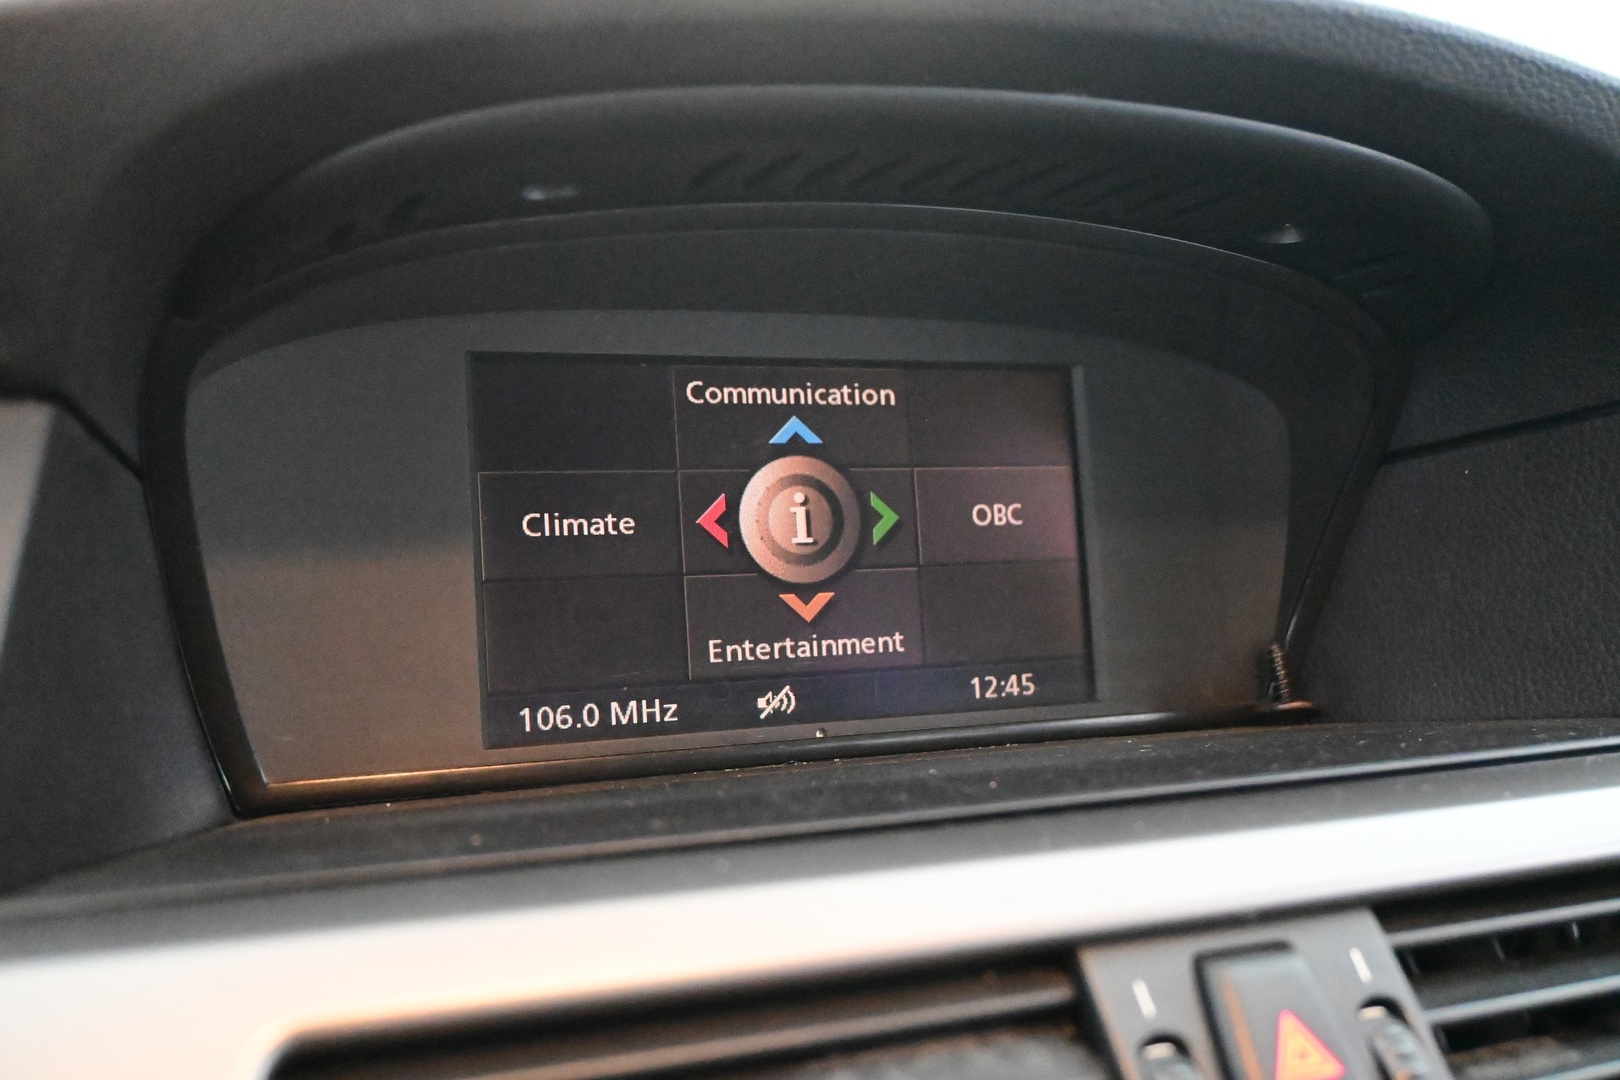 Communication
Climate
i
OBC
Entertainment
106.0 MHz
12:45